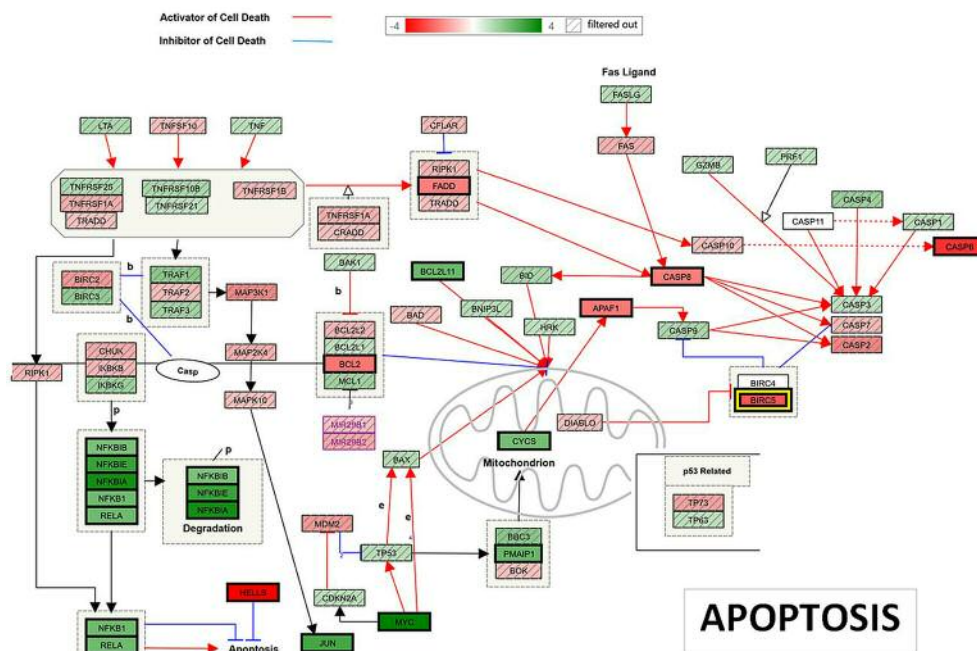 Activator of Cell Death
Inhibitor of Cell Death
-4
4
filtered out
Fas Ligand
FASLG
FAS
LTA
TNFSF10
TNF
CFLAR
RIPK1
FADD
TRADD
TNFRSF25
TNFRSF1A
TRADD
TNFRSF10B
TNFRSF21
TNFRSF1B
TNFRSF1A
CRADD
GZMB
PRF1
CASP4
CASP11
CASP1
CASP10
CASP6
BIRC2
BIRC3
b
b
TRAF1
TRAF2
TRAF3
MAP3K1
BAK1
b
BCL2L11
BID
CASP8
CASP3
CASP7
CASP2
BAD
BNIP3L
HRK
APAF1
CASP9
BCL2L2
BCL2L1
BCL2
MCL1
MAP2K4
RIPK1
CHUK
IKBKB
IKBKG
Casp
MAPK10
MIR29B1
MIR29B2
BIRC4
BIRC5
DIABLO
CYCS
Mitochondrion
p
p
NFKBIB
NFKBIE
NFKBIA
NFKB1
RELA
NFKBIB
NFKBIE
NFKBIA
Degradation
BAX
p53 Related
TP73
TP63
MDM2
e
e
TP53
BBC3
PMAIP1
BOK
HELLS
CDKN2A
MYC
JUN
NFKB1
RELA
Apoptosis
APOPTOSIS